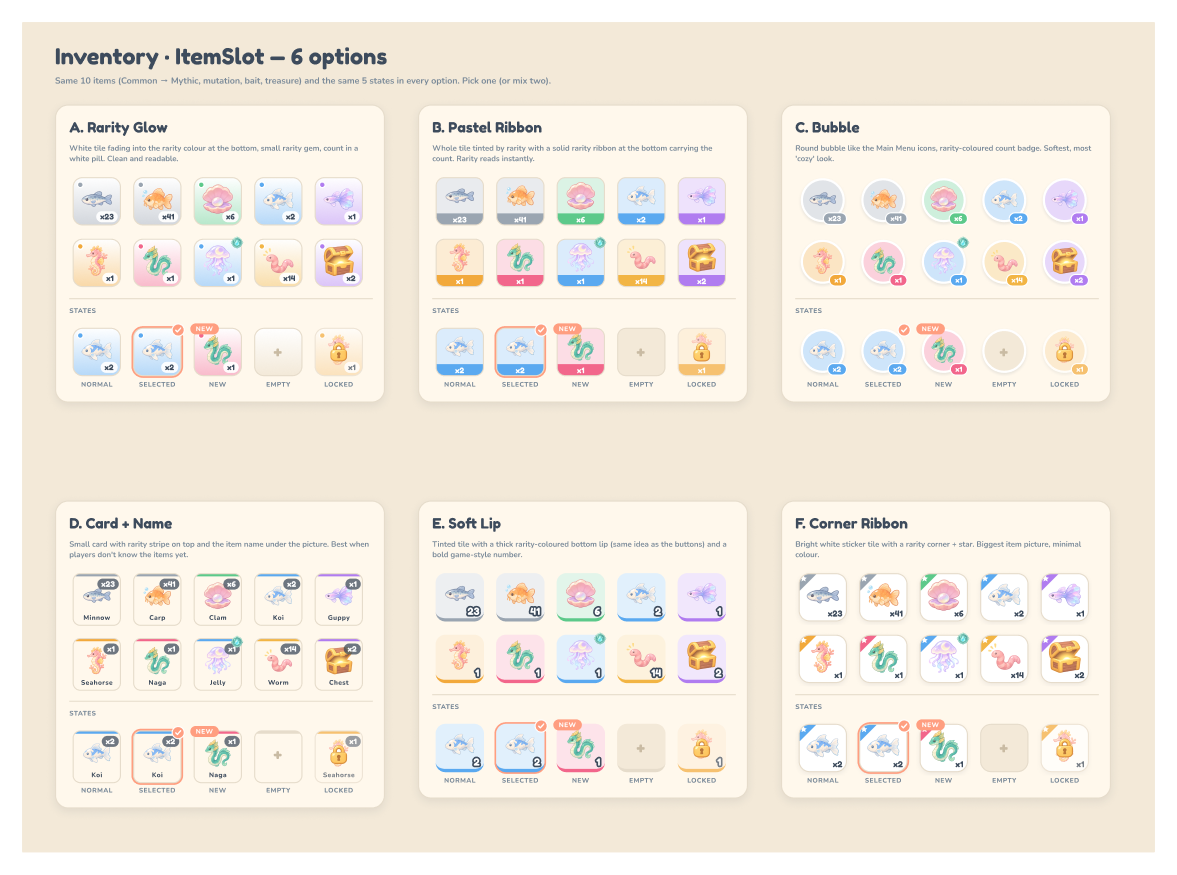 Inventory · ItemSlot — 6 options
Same 10 items (Common → Mythic, mutation, bait, treasure) and the same 5 states in every option. Pick one (or mix two).
A. Rarity Glow
White tile fading into the rarity colour at the bottom, small rarity gem, count in a
white pill. Clean and readable.
x23 x41 x6 x2 x1
x1 x1 x1 x14 x2
STATES
NEW
x2 x2 x1 + x1
NORMAL SELECTED NEW EMPTY LOCKED
B. Pastel Ribbon
Whole tile tinted by rarity with a solid rarity ribbon at the bottom carrying the
count. Rarity reads instantly.
x23 x41 x6 x2 x1
x1 x1 x1 x14 x2
STATES
NEW
x2 x2 x1 + x1
NORMAL SELECTED NEW EMPTY LOCKED
C. Bubble
Round bubble like the Main Menu icons, rarity-coloured count badge. Softest, most
'cozy' look.
x23 x41 x6 x2 x1
x1 x1 x1 x14 x2
STATES
NEW
x2 x2 x1 + x1
NORMAL SELECTED NEW EMPTY LOCKED
D. Card + Name
Small card with rarity stripe on top and the item name under the picture. Best when
players don't know the items yet.
x23 x41 x6 x2 x1
Minnow Carp Clam Koi Guppy
x1 x1 x1 x14 x2
Seahorse Naga Jelly Worm Chest
STATES
NEW
x2 x2 x1 + x1
Koi Koi Naga Seahorse
NORMAL SELECTED NEW EMPTY LOCKED
E. Soft Lip
Tinted tile with a thick rarity-coloured bottom lip (same idea as the buttons) and a
bold game-style number.
23 41 6 2 1
1 1 1 14 2
STATES
NEW
2 2 1 + 1
NORMAL SELECTED NEW EMPTY LOCKED
F. Corner Ribbon
Bright white sticker tile with a rarity corner + star. Biggest item picture, minimal
colour.
x23 x41 x6 x2 x1
x1 x1 x1 x14 x2
STATES
NEW
x2 x2 x1 + x1
NORMAL SELECTED NEW EMPTY LOCKED